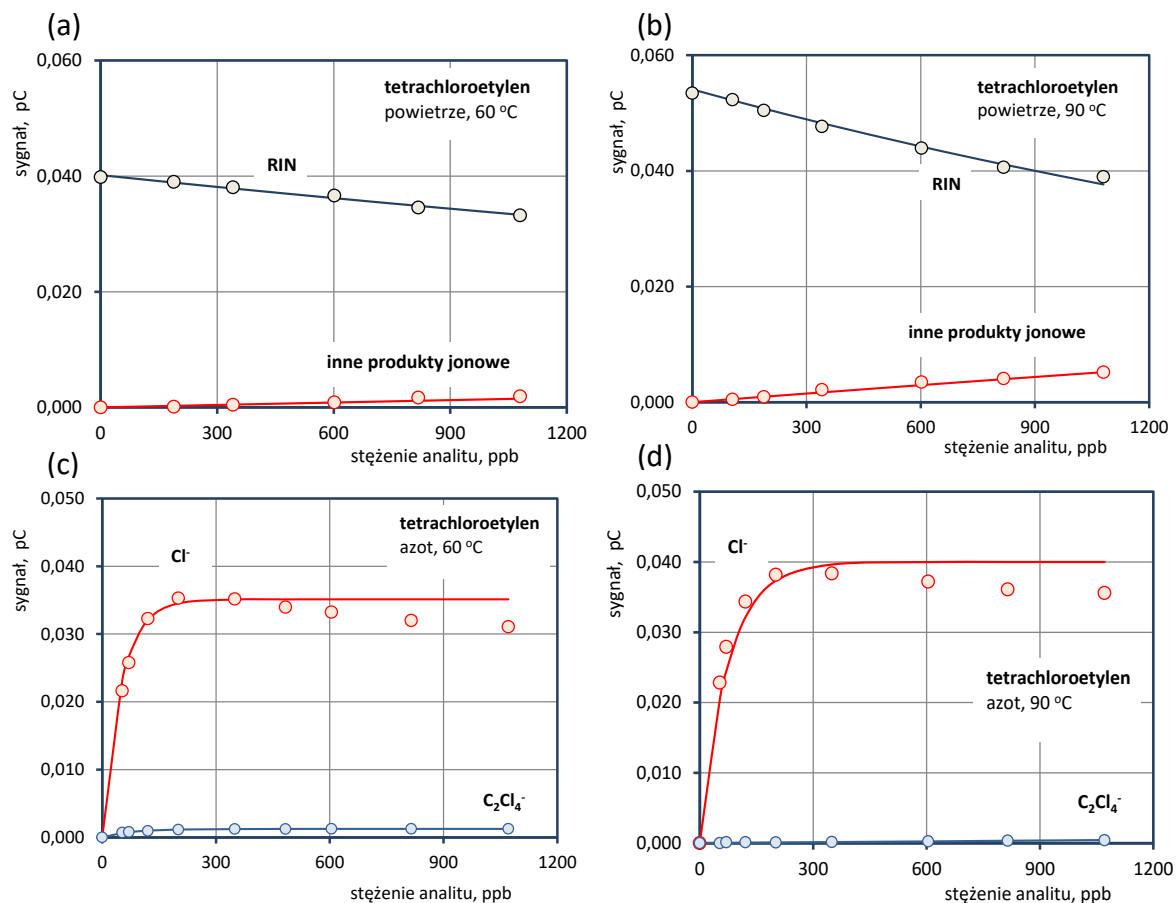 (a)
sygnał, pC
0,060
0,040
0,020
0,000
tetrachloroetylen
powietrze, 60 °C
RIN
inne produkty jonowe
0
300
600
900
1200
stężenie analitu, ppb
(b)
sygnał, pC
0,060
0,040
0,020
0,000
tetrachloroetylen
powietrze, 90 °C
RIN
inne produkty jonowe
0
300
600
900
1200
stężenie analitu, ppb
(c)
sygnał, pC
0,050
0,040
0,030
0,020
0,010
0,000
tetrachloroetylen
azot, 60 °C
Cl⁻
C₂Cl₄⁻
0
300
600
900
1200
stężenie analitu, ppb
(d)
sygnał, pC
0,050
0,040
0,030
0,020
0,010
0,000
Cl⁻
tetrachloroetylen
azot, 90 °C
C₂Cl₄⁻
0
300
600
900
1200
stężenie analitu, ppb